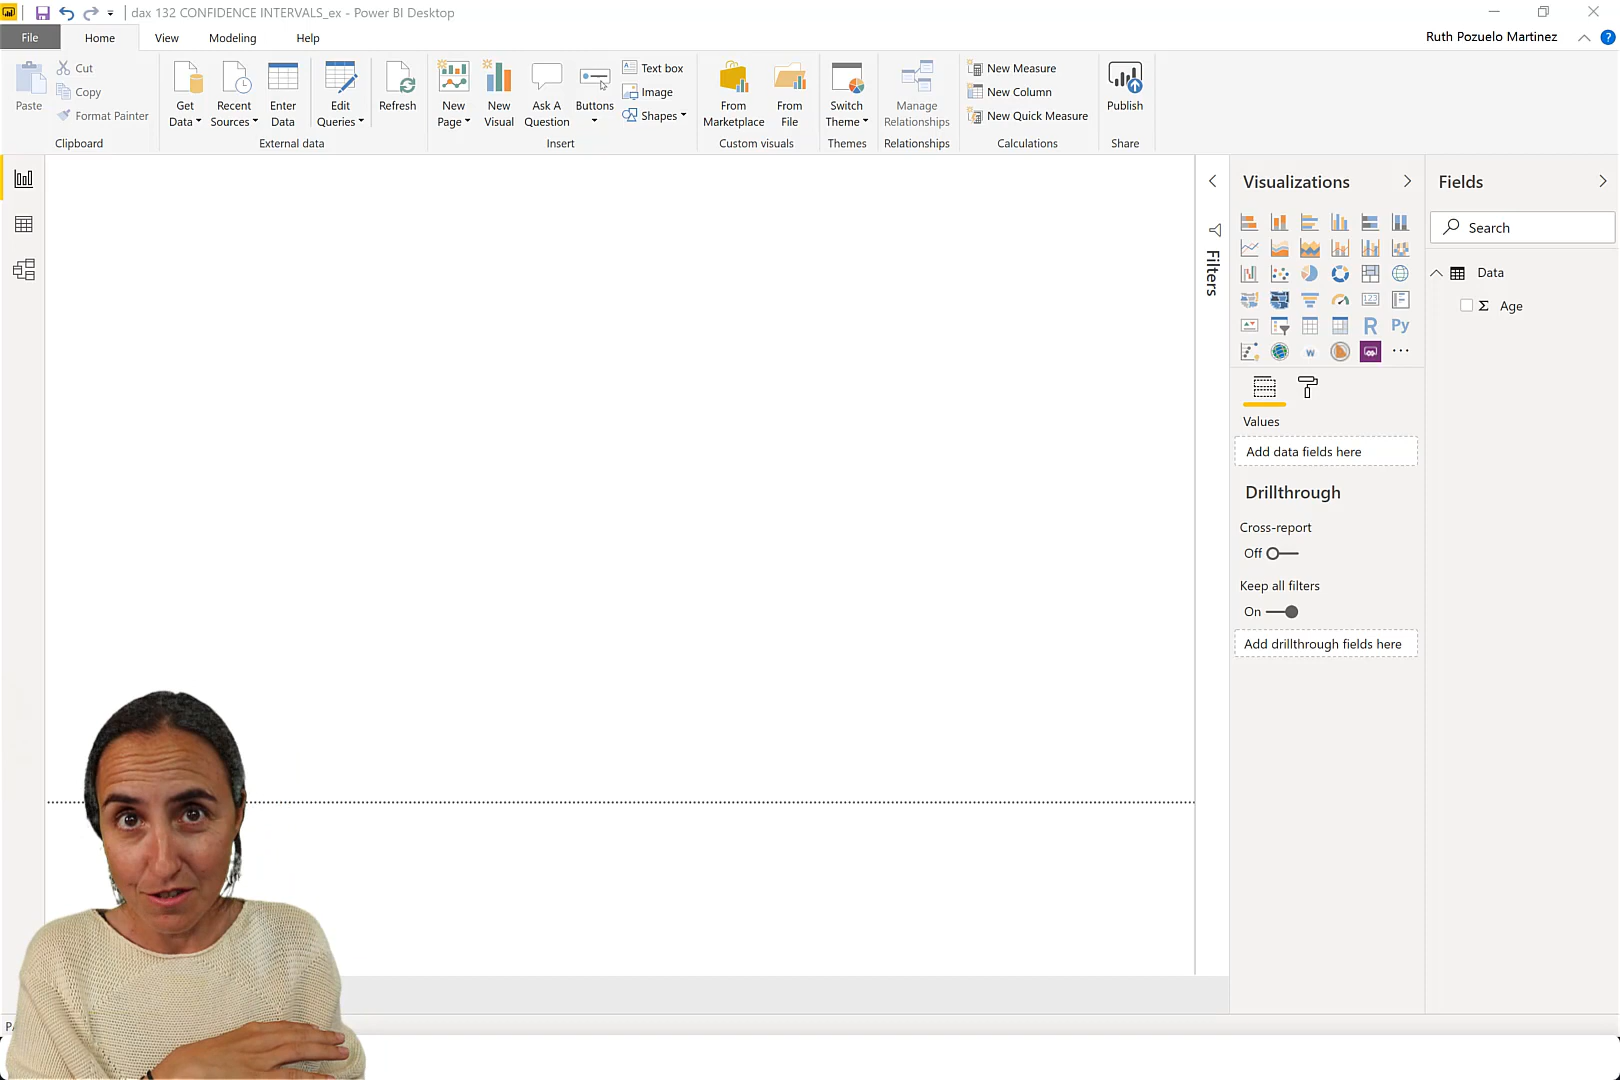 dax 132 CONFIDENCE INTERVALS_ex - Power BI Desktop
File
Home
View
Modeling
Help
Ruth Pozuelo Martinez
?
Paste
Cut
Copy
Format Painter
Clipboard
Get
Data
Recent
Sources
Enter
Data
Edit
Queries
Refresh
External data
New
Page
New
Visual
Ask A
Question
Buttons
Text box
Image
Shapes
Insert
From
Marketplace
From
File
Custom visuals
Switch
Theme
Themes
Manage
Relationships
Relationships
New Measure
New Column
New Quick Measure
Calculations
Publish
Share
Filters
Visualizations
123
R
Py
W
Values
Add data fields here
Drillthrough
Cross-report
Off
Keep all filters
On
Add drillthrough fields here
Fields
Search
Data
Σ Age